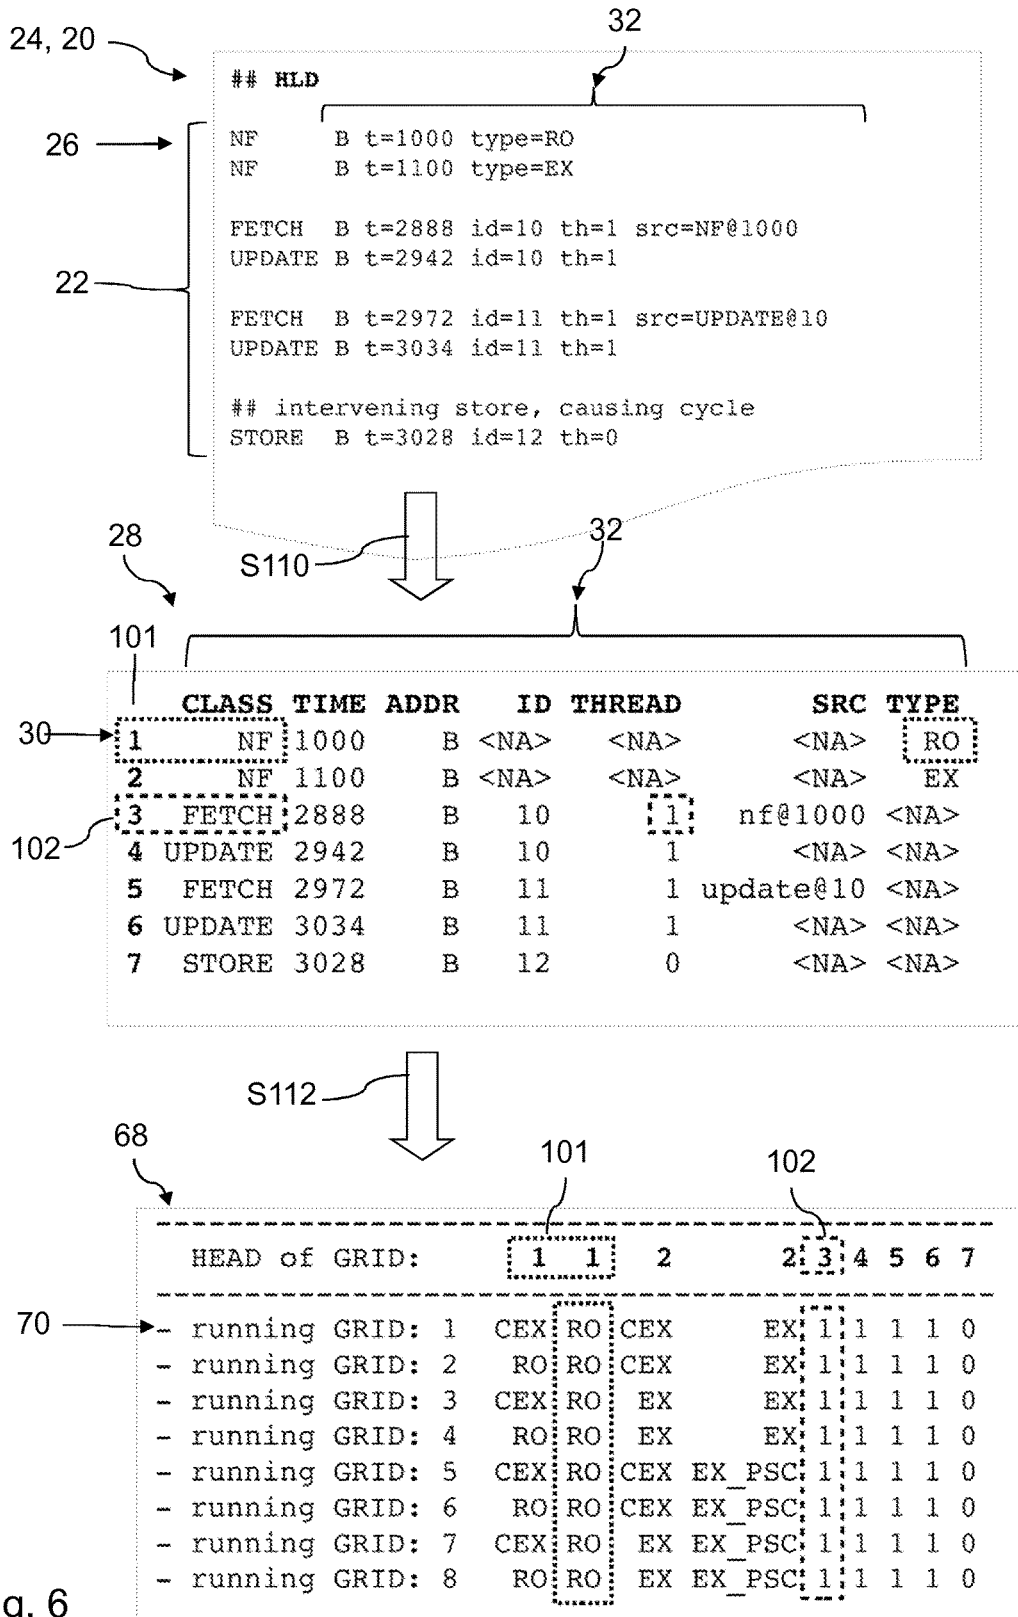 24, 20
32
## HLD
26
NF B t=1000 type=RO
NF B t=1100 type=EX
FETCH B t=2888 id=10 th=1 src=NF@1000
UPDATE B t=2942 id=10 th=1
22
FETCH B t=2972 id=11 th=1 src=UPDATE@10
UPDATE B t=3034 id=11 th=1
## intervening store, causing cycle
STORE B t=3028 id=12 th=0
28
S110
32
101
CLASS TIME ADDR ID THREAD SRC TYPE
30
1 NF 1000 B <NA> <NA> <NA> RO
2 NF 1100 B <NA> <NA> <NA> EX
3 FETCH 2888 B 10 1 nf@1000 <NA>
102
4 UPDATE 2942 B 10 1 <NA> <NA>
5 FETCH 2972 B 11 1 update@10 <NA>
6 UPDATE 3034 B 11 1 <NA> <NA>
7 STORE 3028 B 12 0 <NA> <NA>
S112
68
101
102
HEAD of GRID: 1 1 2 2 3 4 5 6 7
70
- running GRID: 1 CEX RO CEX EX 1 1 1 1 0
- running GRID: 2 RO RO CEX EX 1 1 1 1 0
- running GRID: 3 CEX RO EX EX 1 1 1 1 0
- running GRID: 4 RO RO EX EX 1 1 1 1 0
- running GRID: 5 CEX RO CEX EX_PSC 1 1 1 1 0
- running GRID: 6 RO RO CEX EX_PSC 1 1 1 1 0
- running GRID: 7 CEX RO EX EX_PSC 1 1 1 1 0
- running GRID: 8 RO RO EX EX_PSC 1 1 1 1 0
g. 6